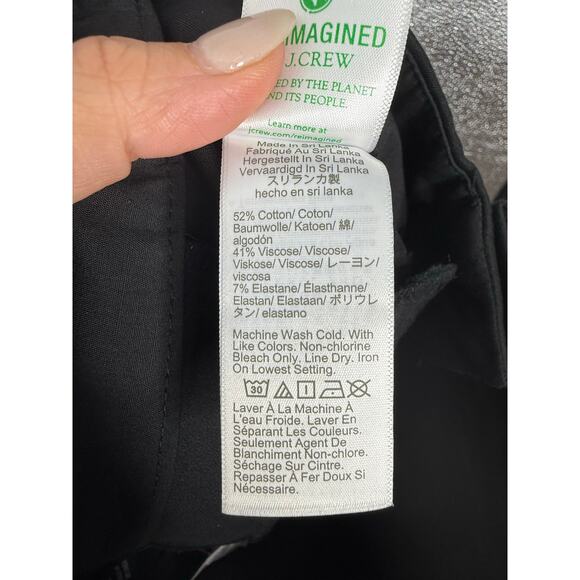 IMAGINED
J.CREW
BY THE PLANET
ND ITS PEOPLE.
Learn more at
jcrew.com/reimagined
Made In Sri Lanka
Fabriqué Au Sri Lanka
Hergestellt In Sri Lanka
Vervaardigd In Sri Lanka
スリランカ製
hecho en sri lanka
52% Cotton/ Coton/
Baumwolle/ Katoen/ 綿/
algodón
41% Viscose/ Viscose/
Viskose/ Viscose/ レーヨン/
viscosa
7% Elastane/ Élasthanne/
Elastan/ Elastaan/ ポリウレ
タン/ elastano
Machine Wash Cold. With
Like Colors. Non-chlorine
Bleach Only. Line Dry. Iron
On Lowest Setting.
30
Laver À La Machine À
L'eau Froide. Laver En
Séparant Les Couleurs.
Seulement Agent De
Blanchiment Non-chlore.
Séchage Sur Cintre.
Repasser À Fer Doux Si
Nécessaire.